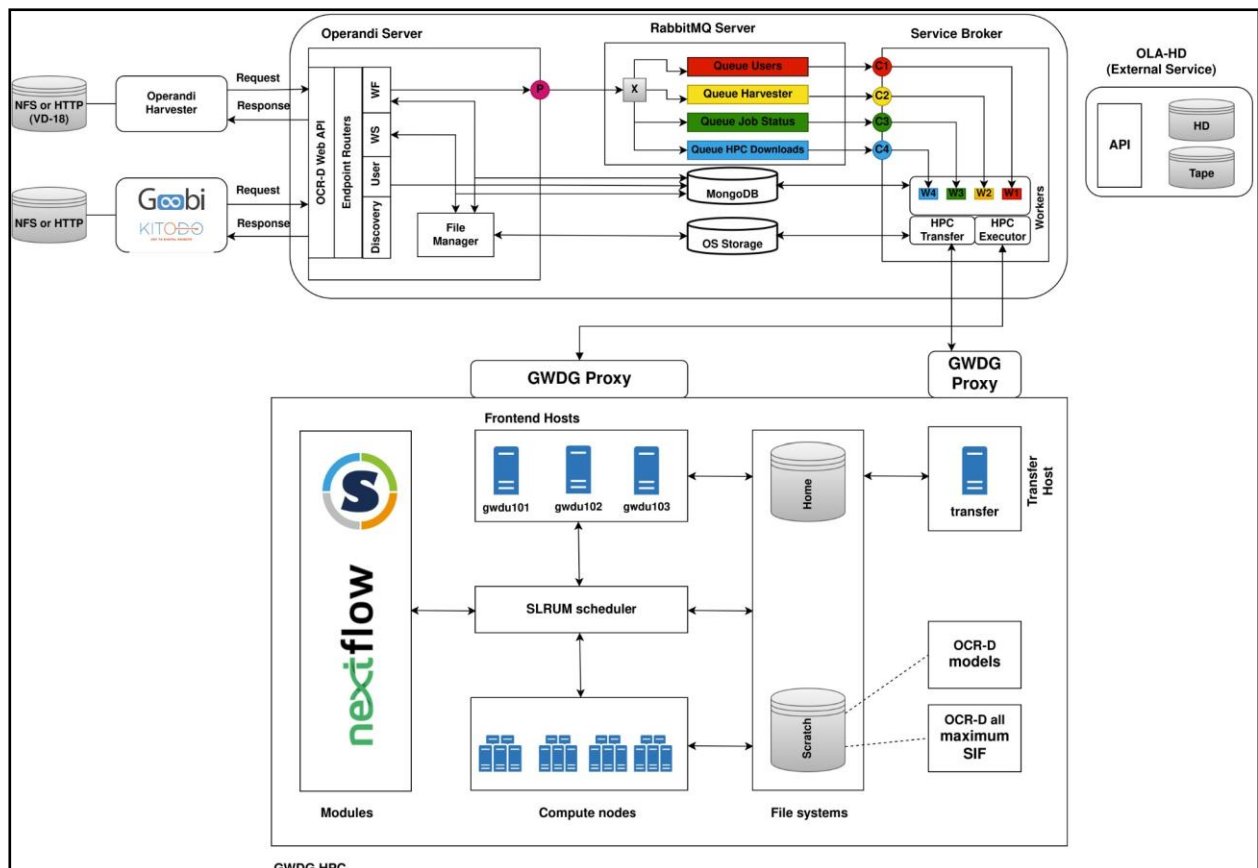 Operandi Server
RabbitMQ Server
Service Broker
OLA-HD
(External Service)
API
HD
Tape
NFS or HTTP
(VD-18)
Operandi
Harvester
Request
Response
NFS or HTTP
Goobi
KITODO
Request
Response
OCR-D Web API
Endpoint Routers
WF
WS
User
Discovery
File
Manager
P
X
Queue Users
Queue Harvester
Queue Job Status
Queue HPC Downloads
MongoDB
OS Storage
C1
C2
C3
C4
W4
W3
W2
W1
HPC
Transfer
HPC
Executor
Workers
GWDG Proxy
GWDG
Proxy
Frontend Hosts
gwdu101
gwdu102
gwdu103
S
nextflow
Modules
SLRUM scheduler
Compute nodes
Home
Scratch
File systems
transfer
Transfer
Host
OCR-D
models
OCR-D all
maximum
SIF
GWDG HPC